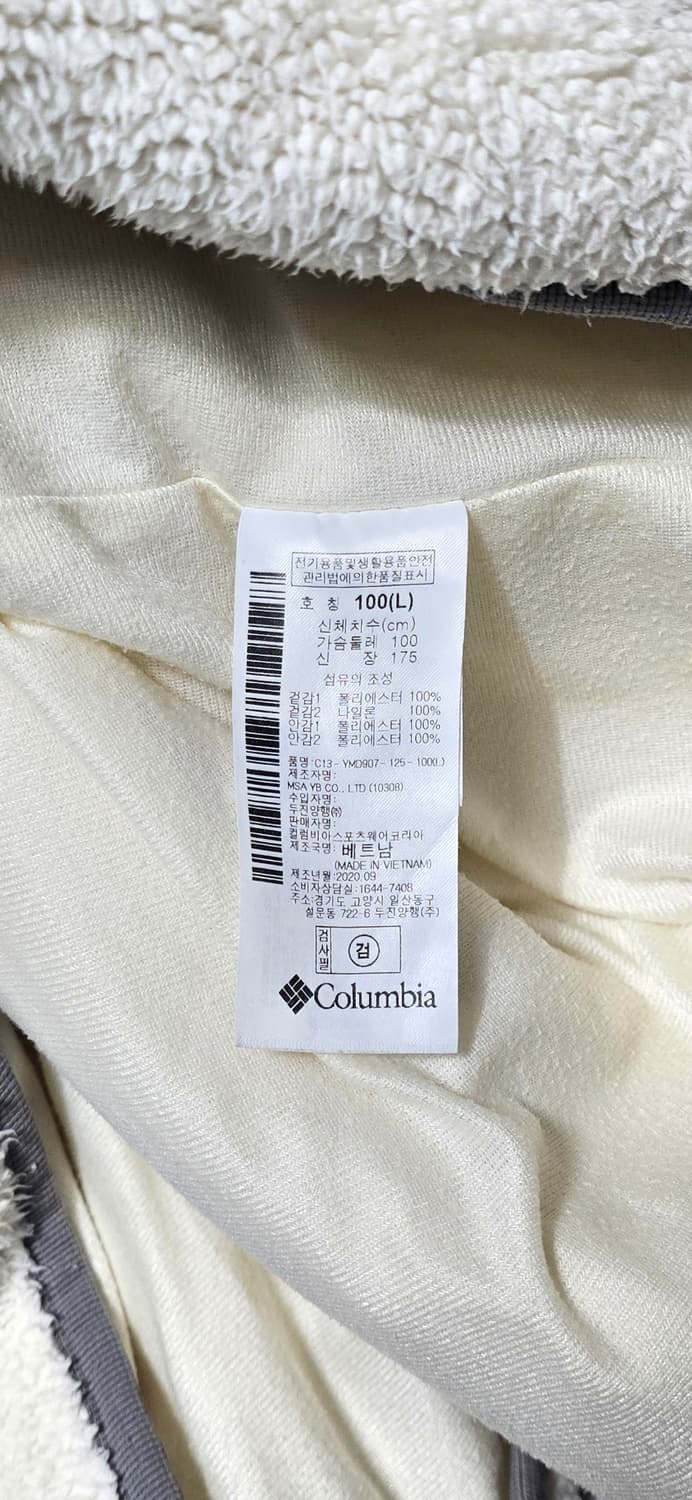 전기용품및생활용품안전
관리법에의한품질표시
호 칭 100(L)
신체치수(cm)
가슴둘레 100
신 장 175
섬유의 조성
겉감1 폴리에스터 100%
겉감2 나일론 100%
안감1 폴리에스터 100%
안감2 폴리에스터 100%
품명:C13-YMD907-125-100(L)
제조자명:
MSA YB CO., LTD (10308)
수입자명:
두진양행㈜
판매자명:
컬럼비아스포츠웨어코리아
제조국명: 베트남
(MADE IN VIETNAM)
제조년월:2020.09
소비자상담실:1644-7408
주소:경기도 고양시 일산동구
설문동 722-6 두진양행(주)
검사필 검
Columbia